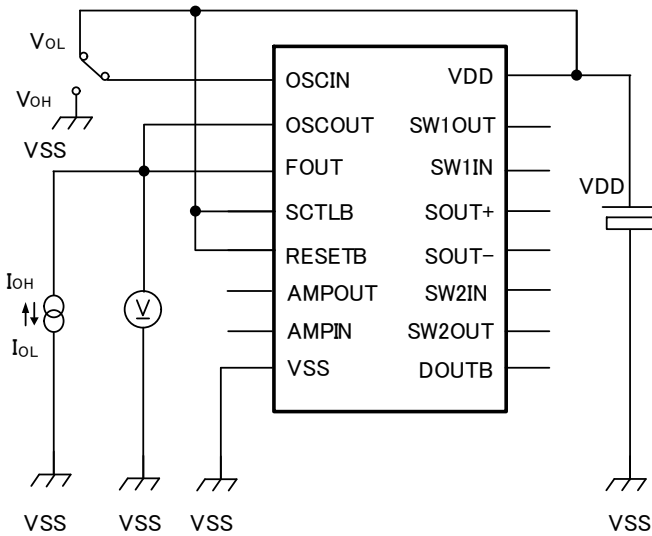 VOL
VOH
VSS
IOH
IOL
V
OSCIN
OSCOUT
FOUT
SCTLB
RESETB
AMPOUT
AMPIN
VSS
VDD
SW1OUT
SW1IN
SOUT+
SOUT−
SW2IN
SW2OUT
DOUTB
VDD
VSS
VSS
VSS
VSS